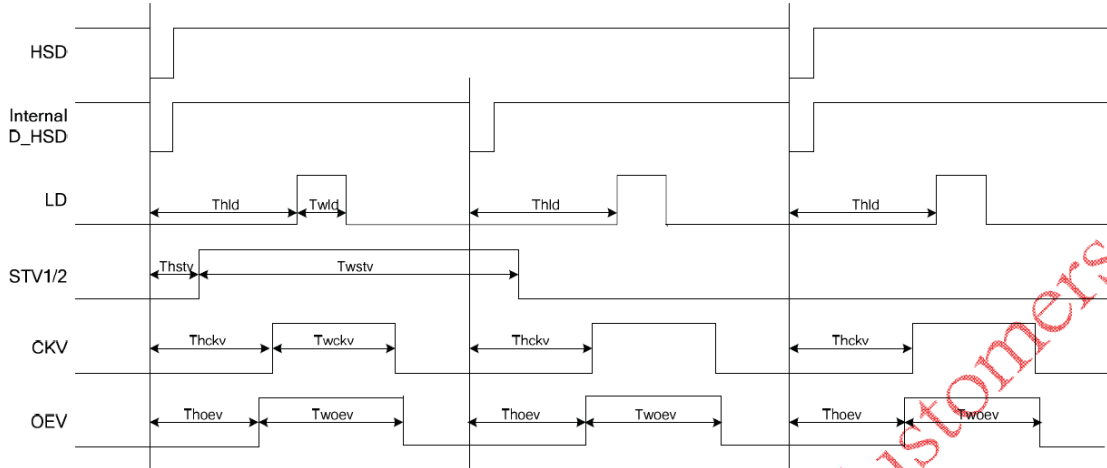 HSD
Internal
D_HSD
LD
Thld
Twld
Thld
Thld
STV1/2
Thstv
Twstv
CKV
Thckv
Twckv
Thckv
Thckv
OEV
Thoev
Twoev
Thoev
Twoev
Thoev
Twoev
ustomers